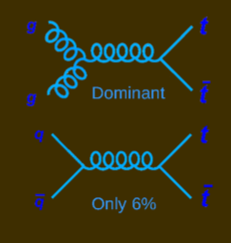 g t
g Dominant t̄
q t
q̄ Only 6% t̄